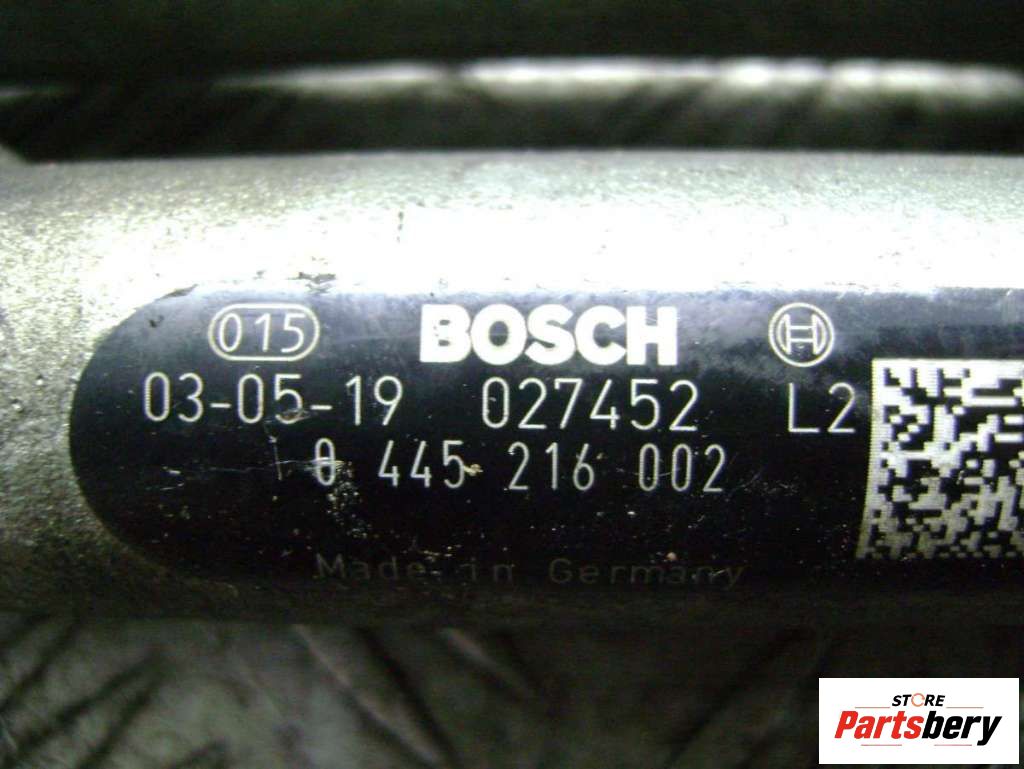 015 BOSCH
03-05-19 027452 L2
0 445 216 002
Made in Germany
STORE
Partsbery